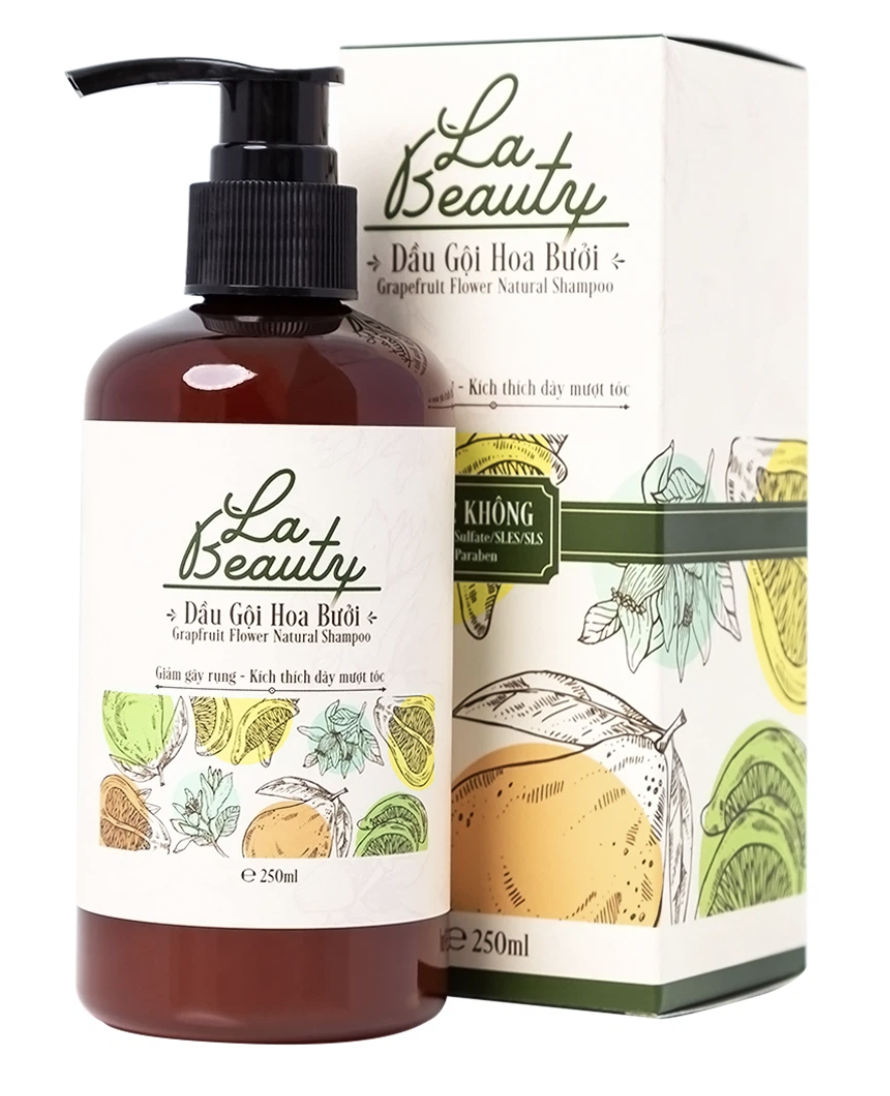 La
Beauty
Dầu Gội Hoa Bưởi
Grapefruit Flower Natural Shampoo
- Kích thích dày mượt tóc
KHÔNG
Sulfate/SLES/SLS
Paraben
℮ 250ml
La
Beauty
Dầu Gội Hoa Bưởi
Grapfruit Flower Natural Shampoo
Giảm gãy rụng - Kích thích dày mượt tóc
℮ 250ml